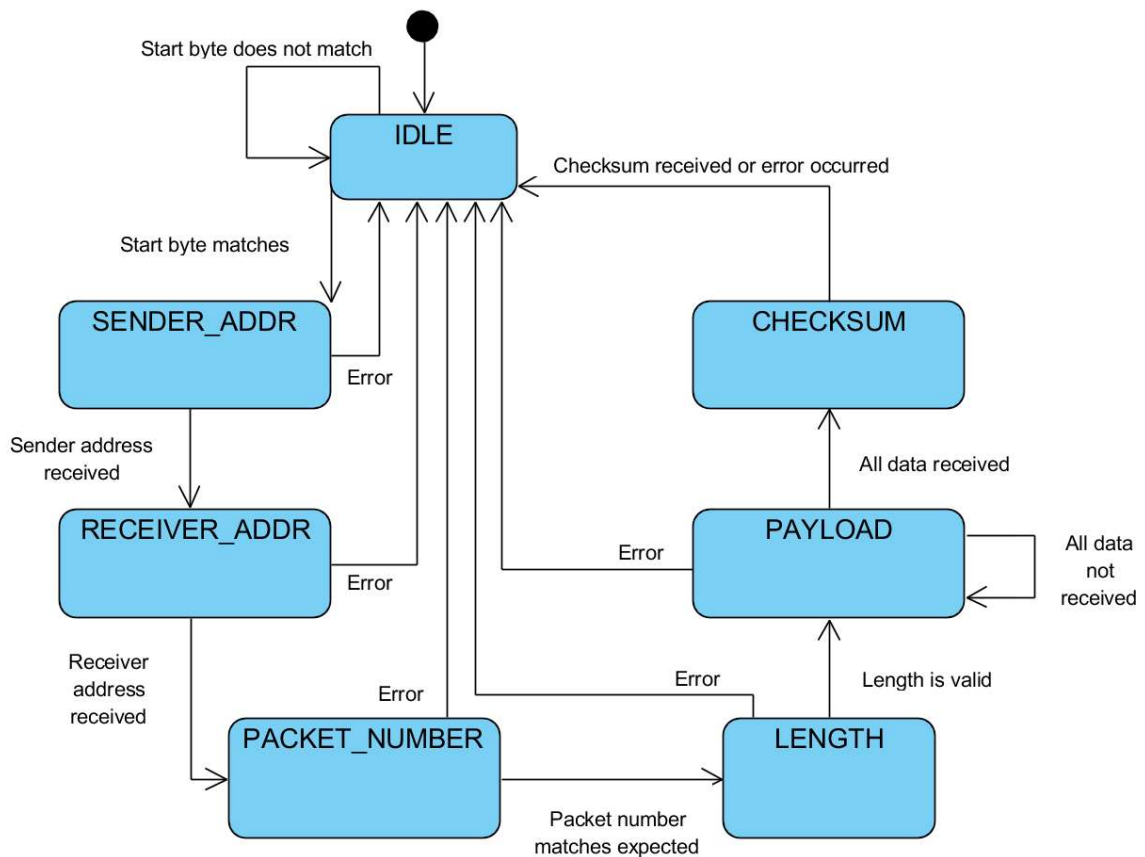 Start byte does not match
IDLE
Checksum received or error occurred
Start byte matches
SENDER_ADDR
Error
CHECKSUM
Sender address
received
All data received
RECEIVER_ADDR
Error
PAYLOAD
Error
All data
not
received
Receiver
address
received
Error
Error
Length is valid
PACKET_NUMBER
LENGTH
Packet number
matches expected